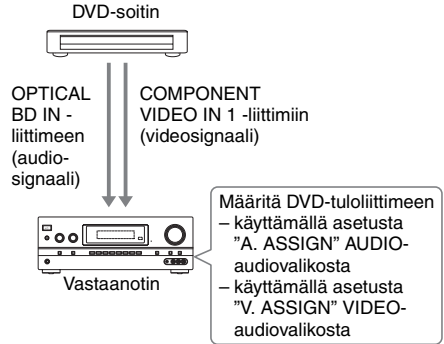 DVD-soitin
OPTICAL
BD IN -
liittimeen
(audio-
signaali)
COMPONENT
VIDEO IN 1 -liittimiin
(videosignaali)
Vastaanotin
Määritä DVD-tuloliittimeen
– käyttämällä asetusta
”A. ASSIGN” AUDIO-
audiovalikosta
– käyttämällä asetusta
”V. ASSIGN” VIDEO-
audiovalikosta